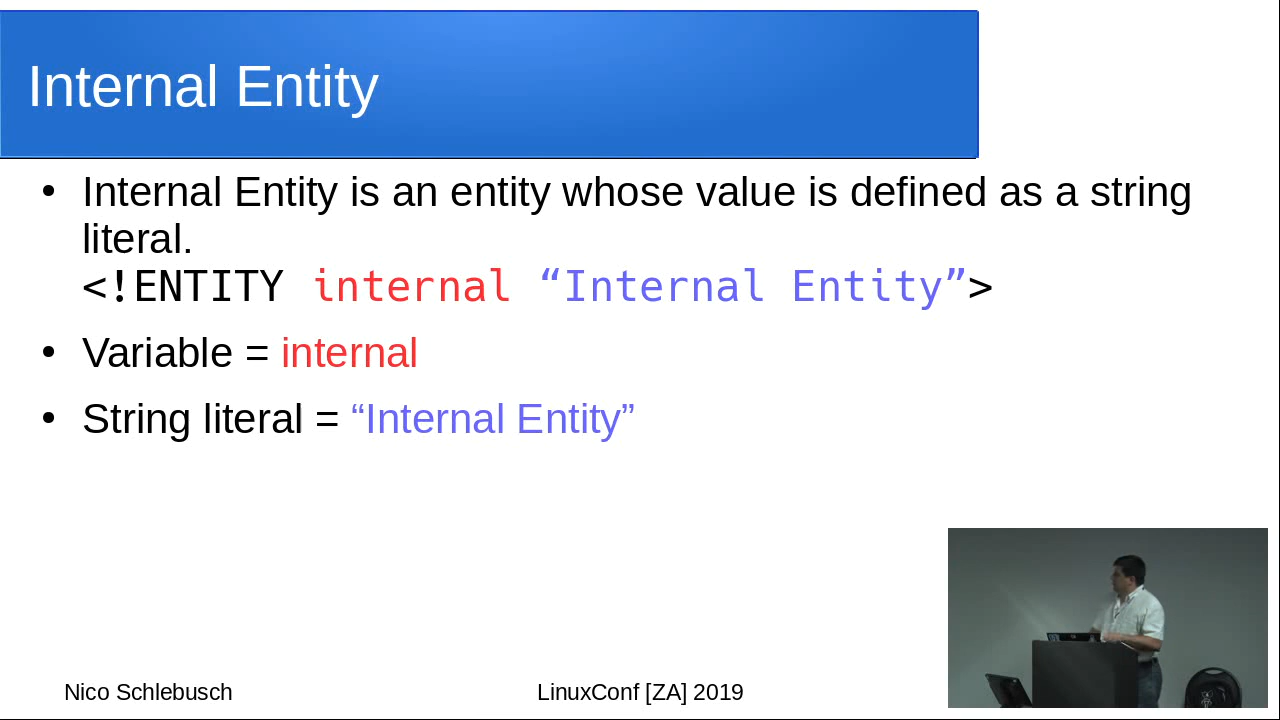 Internal Entity
• Internal Entity is an entity whose value is defined as a string
literal.
<!ENTITY internal “Internal Entity”>
• Variable = internal
• String literal = “Internal Entity”
Nico Schlebusch
LinuxConf [ZA] 2019